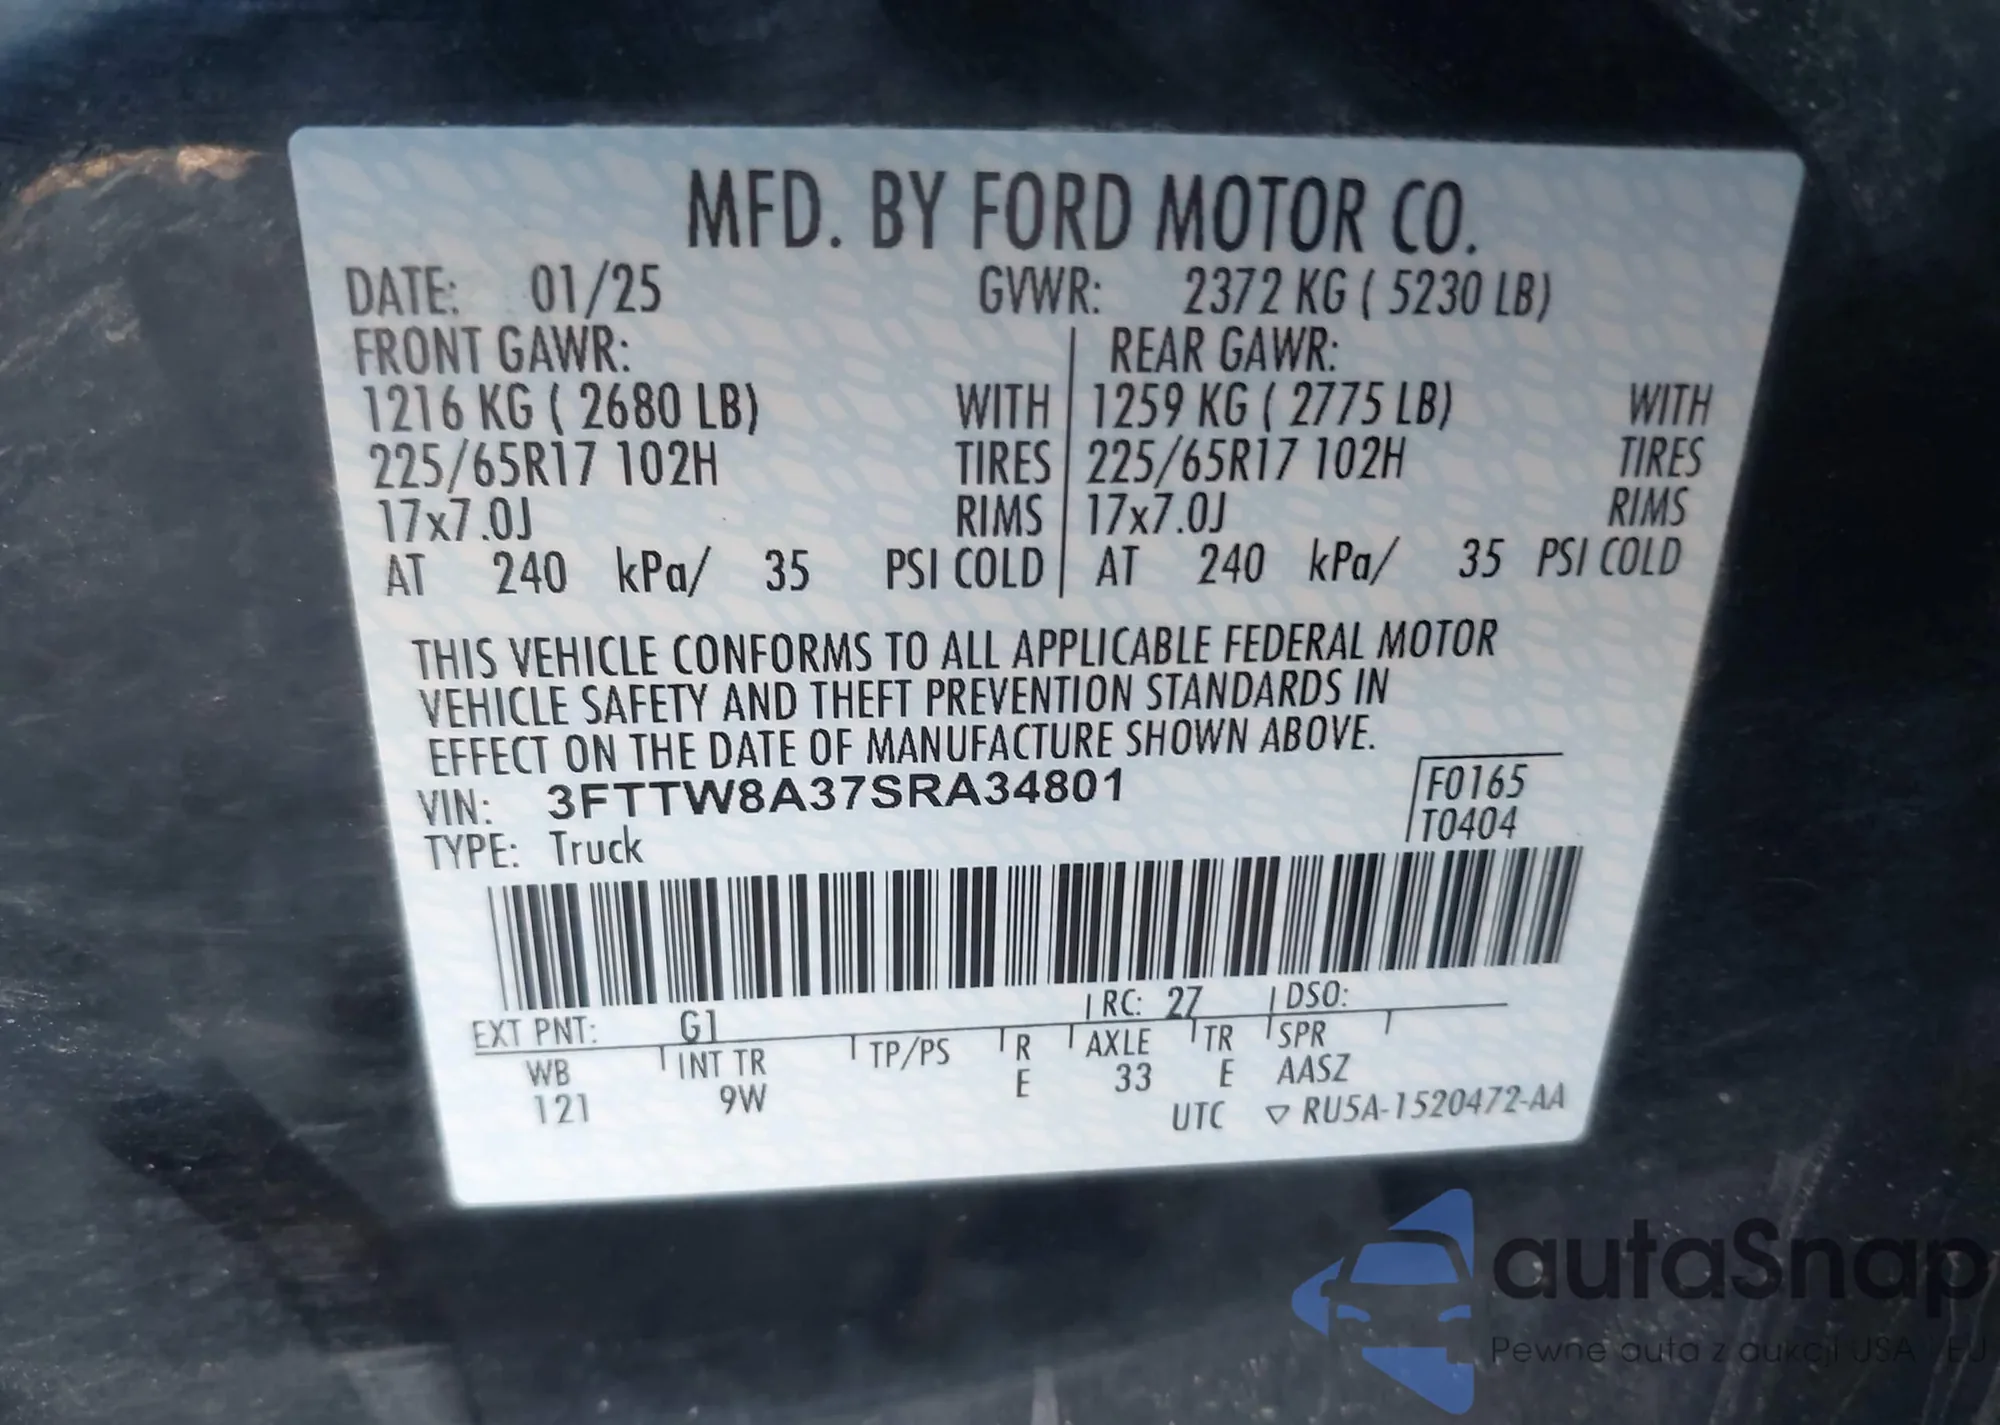 MFD. BY FORD MOTOR CO.
DATE: 01/25 GVWR: 2372 KG ( 5230 LB)
FRONT GAWR: REAR GAWR:
1216 KG ( 2680 LB) WITH 1259 KG ( 2775 LB) WITH
225/65R17 102H TIRES 225/65R17 102H TIRES
17x7.0J RIMS 17x7.0J RIMS
AT 240 kPa/ 35 PSI COLD AT 240 kPa/ 35 PSI COLD
THIS VEHICLE CONFORMS TO ALL APPLICABLE FEDERAL MOTOR
VEHICLE SAFETY AND THEFT PREVENTION STANDARDS IN
EFFECT ON THE DATE OF MANUFACTURE SHOWN ABOVE.
VIN: 3FTTW8A37SRA34801 F0165
TYPE: Truck T0404
EXT PNT: G1 RC: 27 DSO:
WB INT TR TP/PS R AXLE TR SPR
121 9W E 33 E AASZ
UTC ▽ RU5A-1520472-AA
autaSnap
Pewne auta z aukcji USA i EU